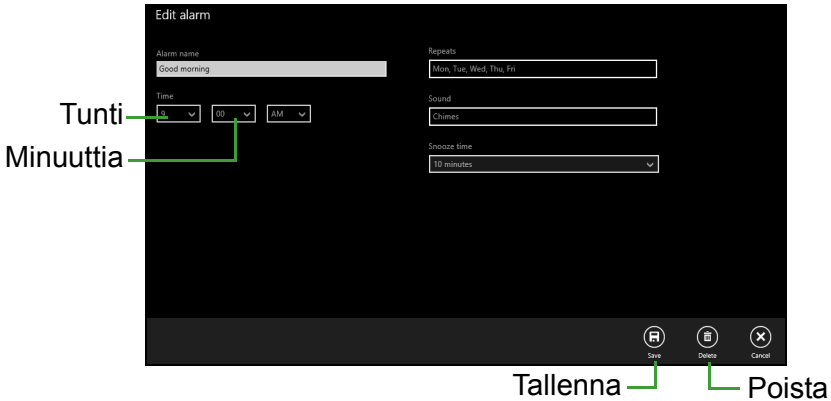 Edit alarm
Alarm name
Good morning
Time
9 00 AM
Repeats
Mon, Tue, Wed, Thu, Fri
Sound
Chimes
Snooze time
10 minutes
Tunti
Minuuttia
Save Delete Cancel
Tallenna Poista